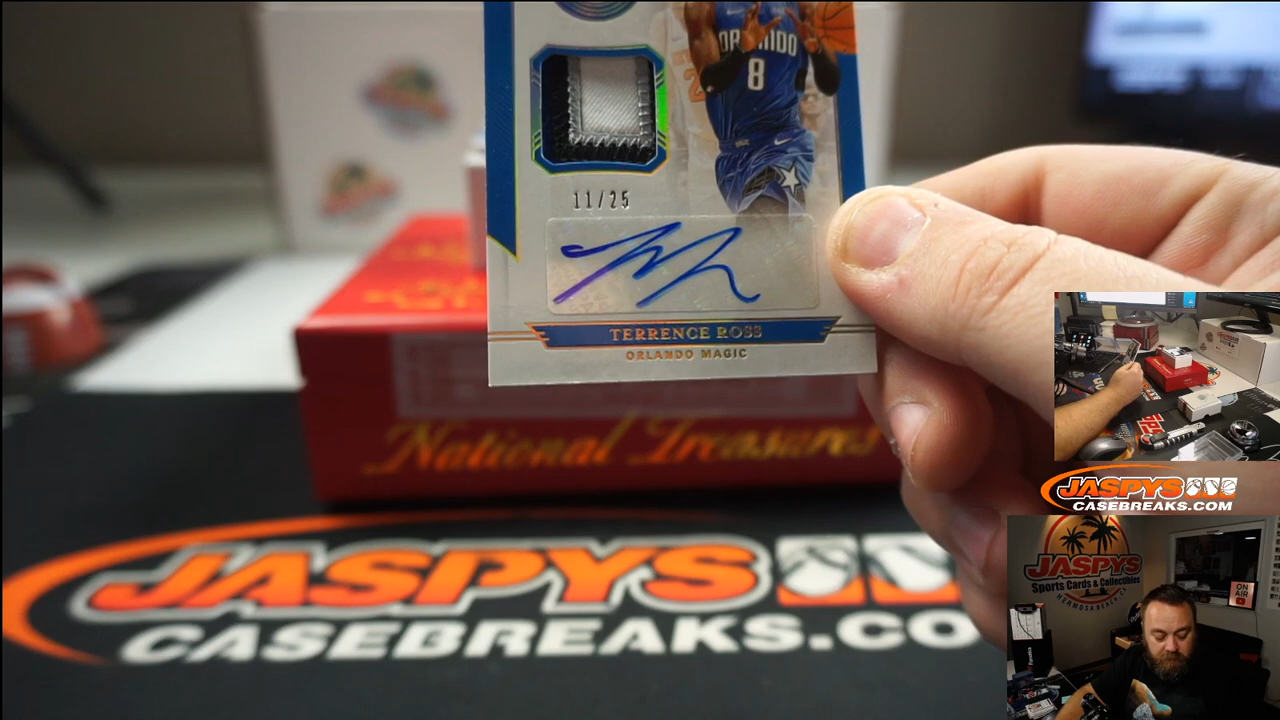 ORLANDO
8
11/25
TERRENCE ROSS
ORLANDO MAGIC
National Treasures
JASPYS
CASEBREAKS.CO
JASPYS
CASEBREAKS.COM
JASPYS
Sports Cards & Collectibles
HERMOSA BEACH, CA
ON
AIR